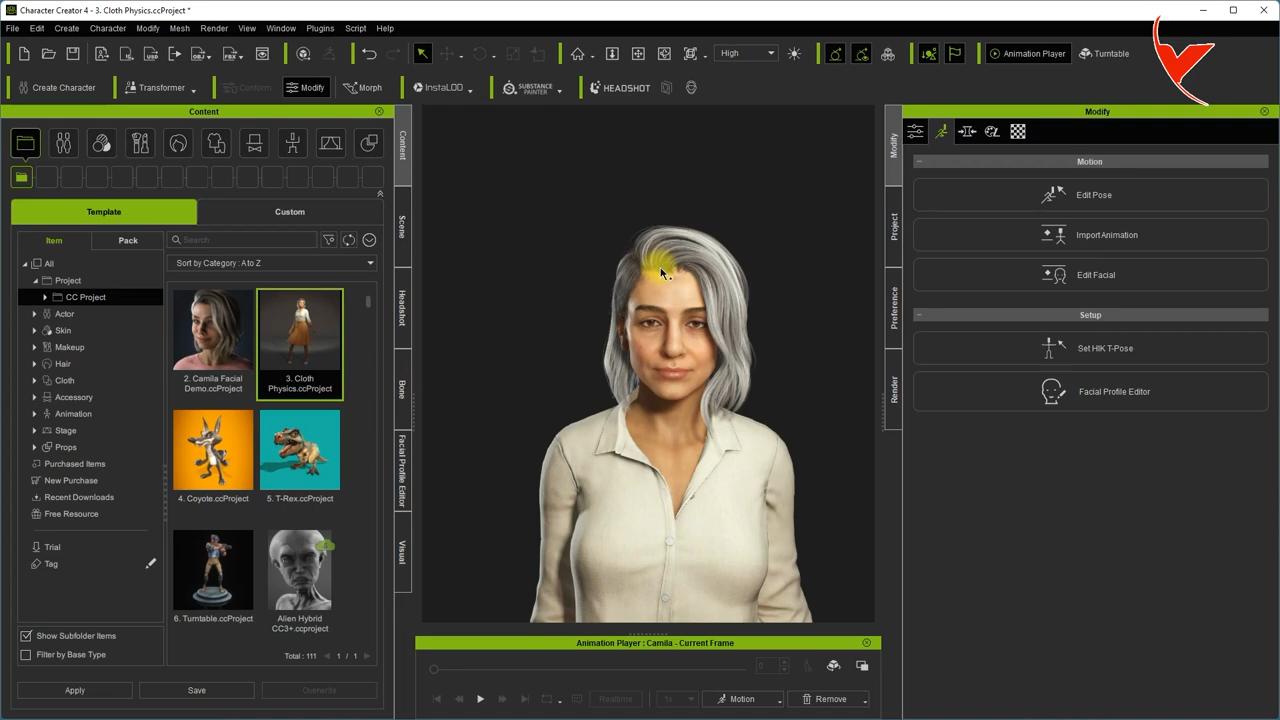 Character Creator 4 - 3. Cloth Physics.ccProject *
File Edit Create Character Modify Mesh Render View Window Plugins Script Help
High
Animation Player
Turntable
Create Character
Transformer
Conform
Modify
Morph
InstaLOD
SUBSTANCE PAINTER
HEADSHOT
Content
Template
Custom
Item
Pack
Search
Sort by Category : A to Z
All
Project
CC Project
Actor
Skin
Makeup
Hair
Cloth
Accessory
Animation
Stage
Props
Purchased Items
New Purchase
Recent Downloads
Free Resource
Trial
Tag
2. Camila Facial
Demo.ccProject
3. Cloth
Physics.ccProject
4. Coyote.ccProject
5. T-Rex.ccProject
6. Turntable.ccProject
Alien Hybrid
CC3+.ccproject
Show Subfolder Items
Filter by Base Type
Total : 111
1 / 1
Apply
Save
Overwrite
Content
Scene
Headshot
Bone
Facial Profile Editor
Visual
Animation Player : Camila - Current Frame
0
Realtime
1x
Motion
Remove
Modify
Project
Preference
Render
Modify
Motion
Edit Pose
Import Animation
Edit Facial
Setup
Set HIK T-Pose
Facial Profile Editor